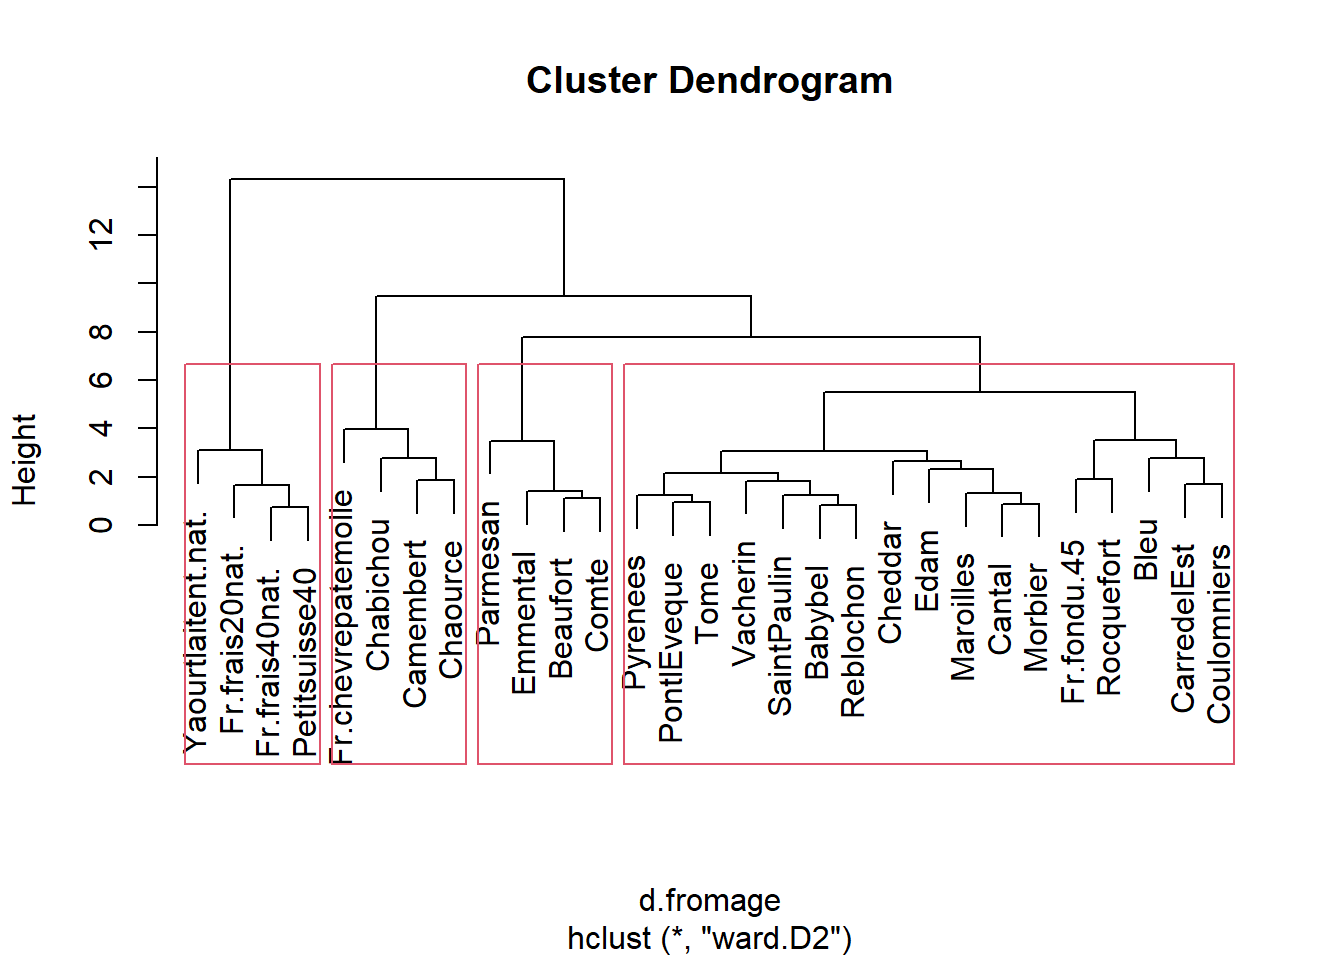 Cluster Dendrogram
Height
0
2
4
6
8
12
Yaourtlaitent.nat.
Fr.frais20nat.
Fr.frais40nat.
Petitsuisse40
Fr.chevrepatemolle
Chabichou
Camembert
Chaource
Parmesan
Emmental
Beaufort
Comte
Pyrenees
PontlEveque
Tome
Vacherin
SaintPaulin
Babybel
Reblochon
Cheddar
Edam
Maroilles
Cantal
Morbier
Fr.fondu.45
Rocquefort
Bleu
CarredelEst
Coulomniers
d.fromage
hclust (*, "ward.D2")